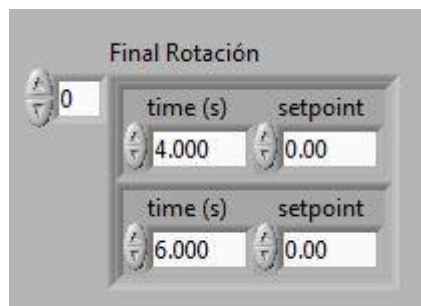 Final Rotación
0
time (s) setpoint
4.000 0.00
time (s) setpoint
6.000 0.00